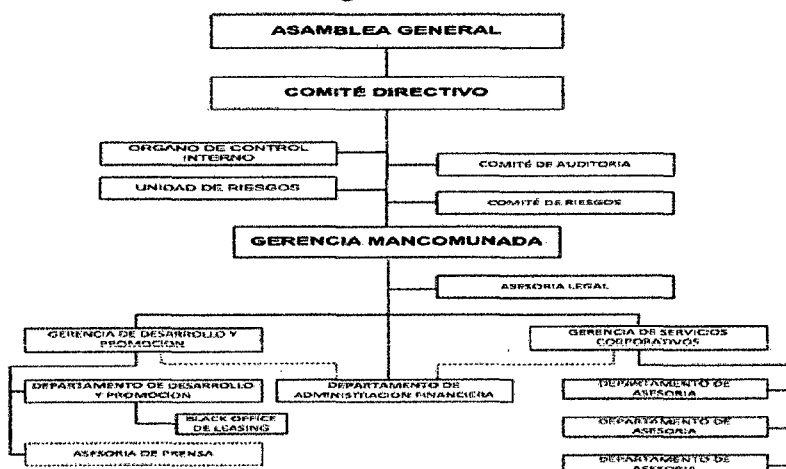 ASAMBLEA GENERAL
COMITÉ DIRECTIVO
ORGANO DE CONTROL
INTERNO
COMITÉ DE AUDITORIA
UNIDAD DE RIESGOS
COMITÉ DE RIESGOS
GERENCIA MANCOMUNADA
ASESORIA LEGAL
GERENCIA DE DESARROLLO Y
PROMOCION
GERENCIA DE SERVICIOS
CORPORATIVOS
DEPARTAMENTO DE DESARROLLO
Y PROMOCION
DEPARTAMENTO DE
ADMINISTRACION FINANCIERA
DEPARTAMENTO DE
ASESORIA
BLACK OFFICE
DE LEASING
DEPARTAMENTO DE
ASESORIA
ASESORIA DE PRENSA
DEPARTAMENTO DE
ASESORIA